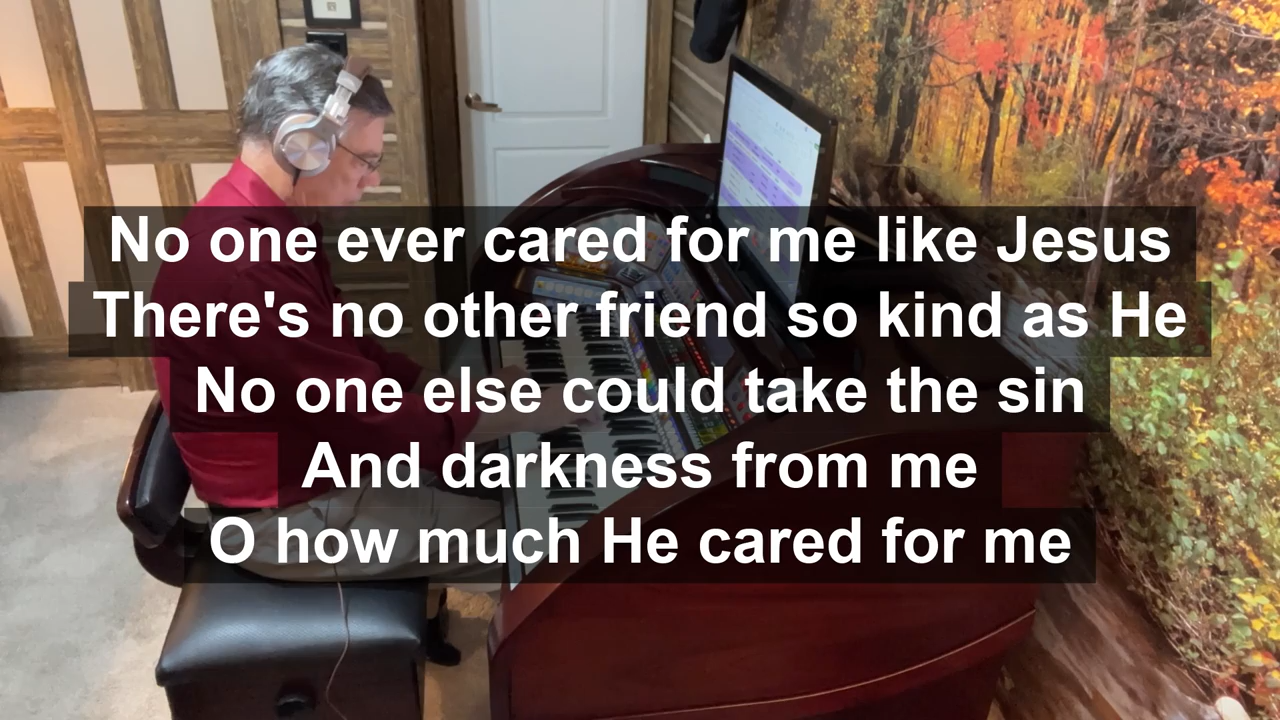 No one ever cared for me like Jesus
There's no other friend so kind as He
No one else could take the sin
And darkness from me
O how much He cared for me